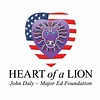 HEART of a LION
John Daly ~ Major Ed Foundation